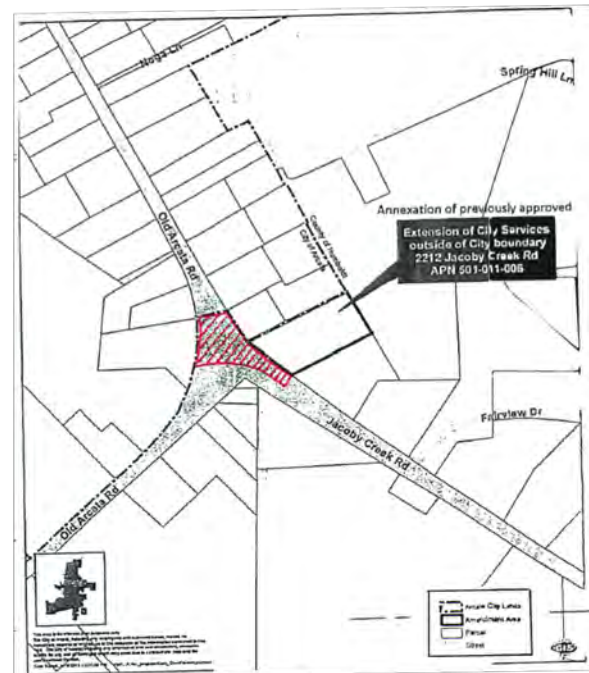 Noga Ln
Spring Hill Ln
Annexation of previously approved
Extension of City Services
outside of City boundary
2212 Jacoby Creek Rd
APN 501-011-006
County of Humboldt
City of Arcata
Old Arcata Rd
Fairview Dr
Jacoby Creek Rd
Old Arcata Rd
Arcata City Limits
Amendment Area
Parcel
Street